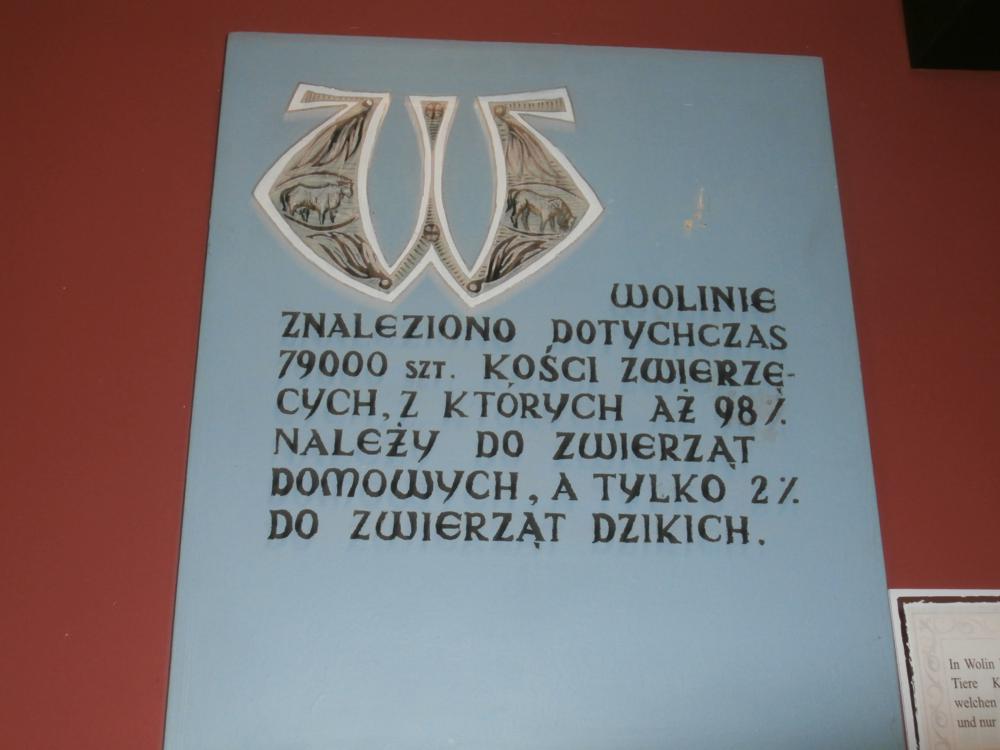 W WOLINIE
ZNALEZIONO DOTYCHCZAS
79000 SZT. KOŚCI ZWIERZĘ-
CYCH, Z KTÓRYCH AŻ 98%
NALEŻY DO ZWIERZĄT
DOMOWYCH, A TYLKO 2%
DO ZWIERZĄT DZIKICH.
In Wolin
Tiere K
welchen
und nur